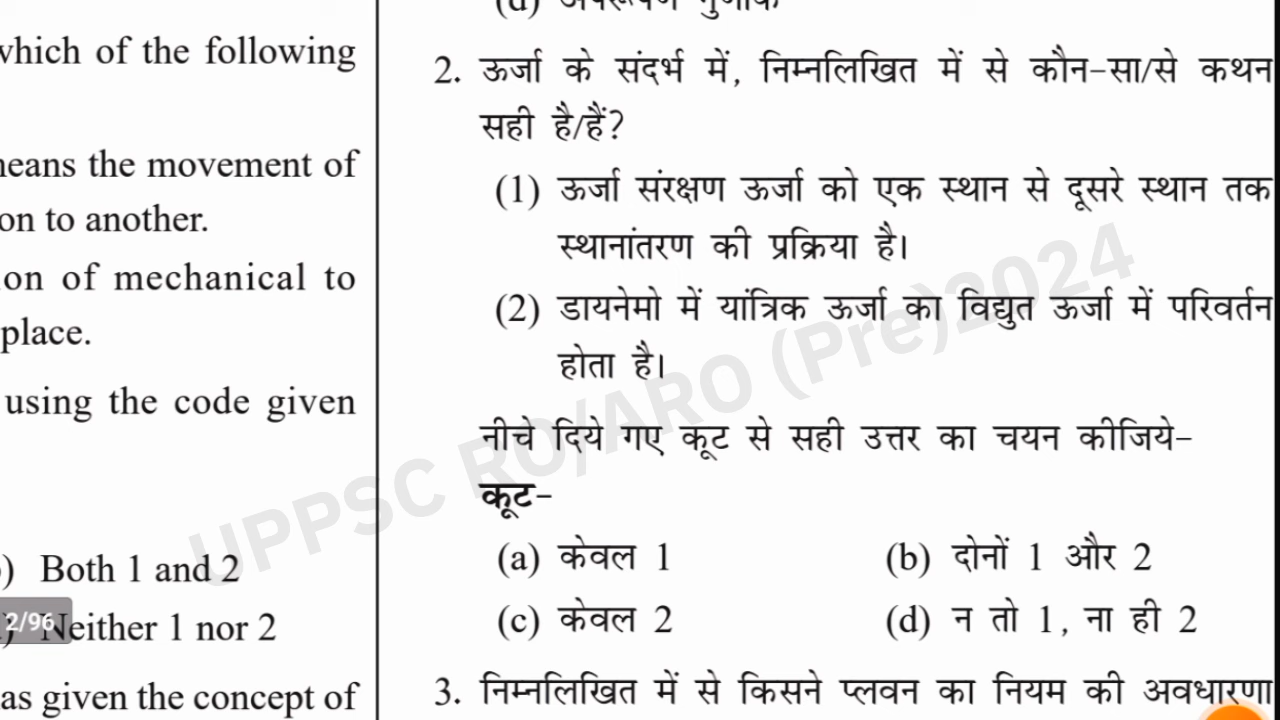 which of the following
means the movement of
on to another.
on of mechanical to
place.
using the code given
) Both 1 and 2
2/96
Neither 1 nor 2
as given the concept of
2. ऊर्जा के संदर्भ में, निम्नलिखित में से कौन-सा/से कथन
सही है/हैं?
(1) ऊर्जा संरक्षण ऊर्जा को एक स्थान से दूसरे स्थान तक
स्थानांतरण की प्रक्रिया है।
(2) डायनेमो में यांत्रिक ऊर्जा का विद्युत ऊर्जा में परिवर्तन
होता है।
नीचे दिये गए कूट से सही उत्तर का चयन कीजिये-
कूट-
(a) केवल 1 (b) दोनों 1 और 2
(c) केवल 2 (d) न तो 1, ना ही 2
3. निम्नलिखित में से किसने प्लवन का नियम की अवधारणा
UPPSC RO/ARO (Pre)2024